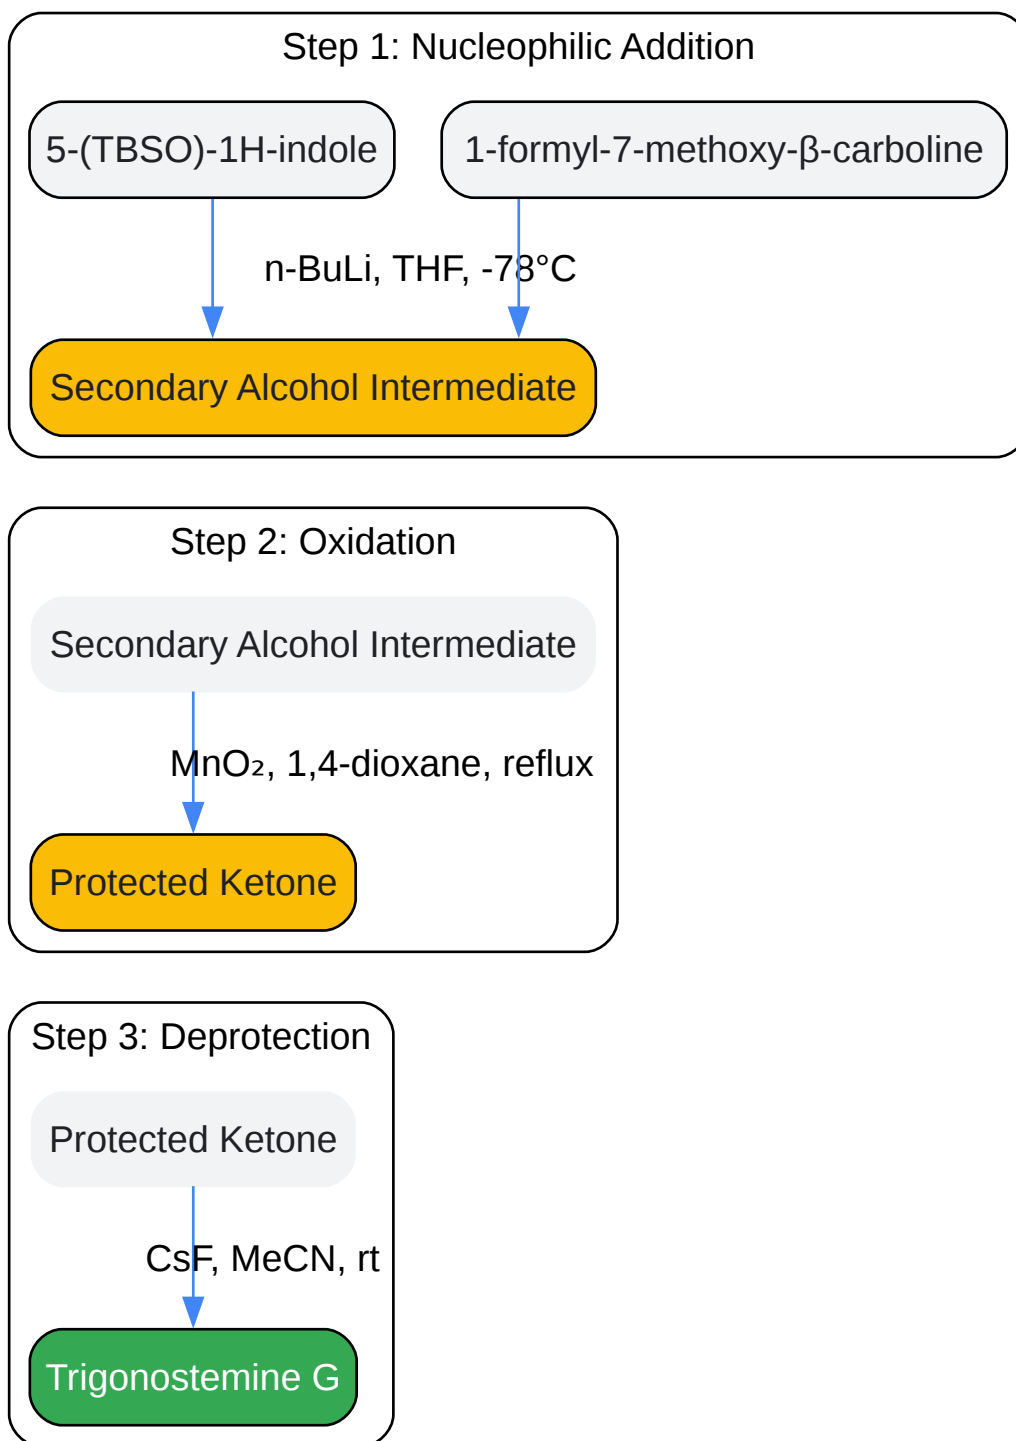 Step 1: Nucleophilic Addition
5-(TBSO)-1H-indole
1-formyl-7-methoxy-β-carboline
n-BuLi, THF, -78°C
Secondary Alcohol Intermediate
Step 2: Oxidation
Secondary Alcohol Intermediate
MnO₂, 1,4-dioxane, reflux
Protected Ketone
Step 3: Deprotection
Protected Ketone
CsF, MeCN, rt
Trigonostemine G